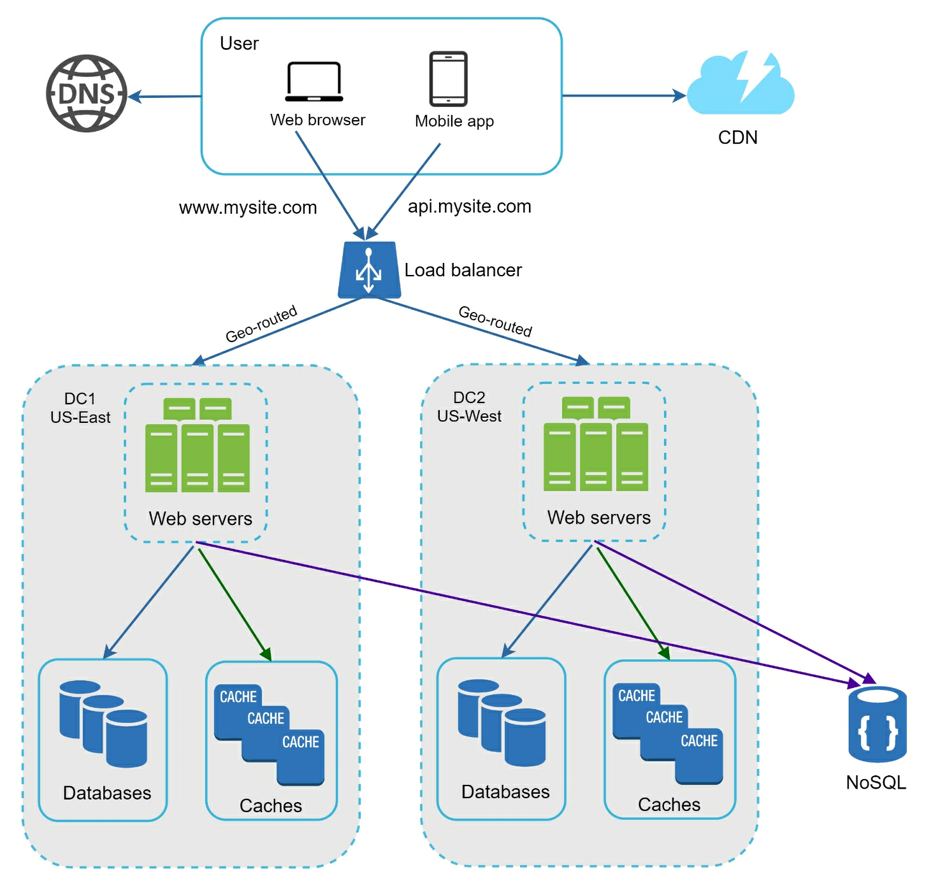 User
DNS
Web browser
Mobile app
CDN
www.mysite.com
api.mysite.com
Load balancer
Geo-routed
Geo-routed
DC1
US-East
DC2
US-West
Web servers
Web servers
CACHE
CACHE
CACHE
Databases
Caches
CACHE
CACHE
CACHE
Databases
Caches
{ }
NoSQL